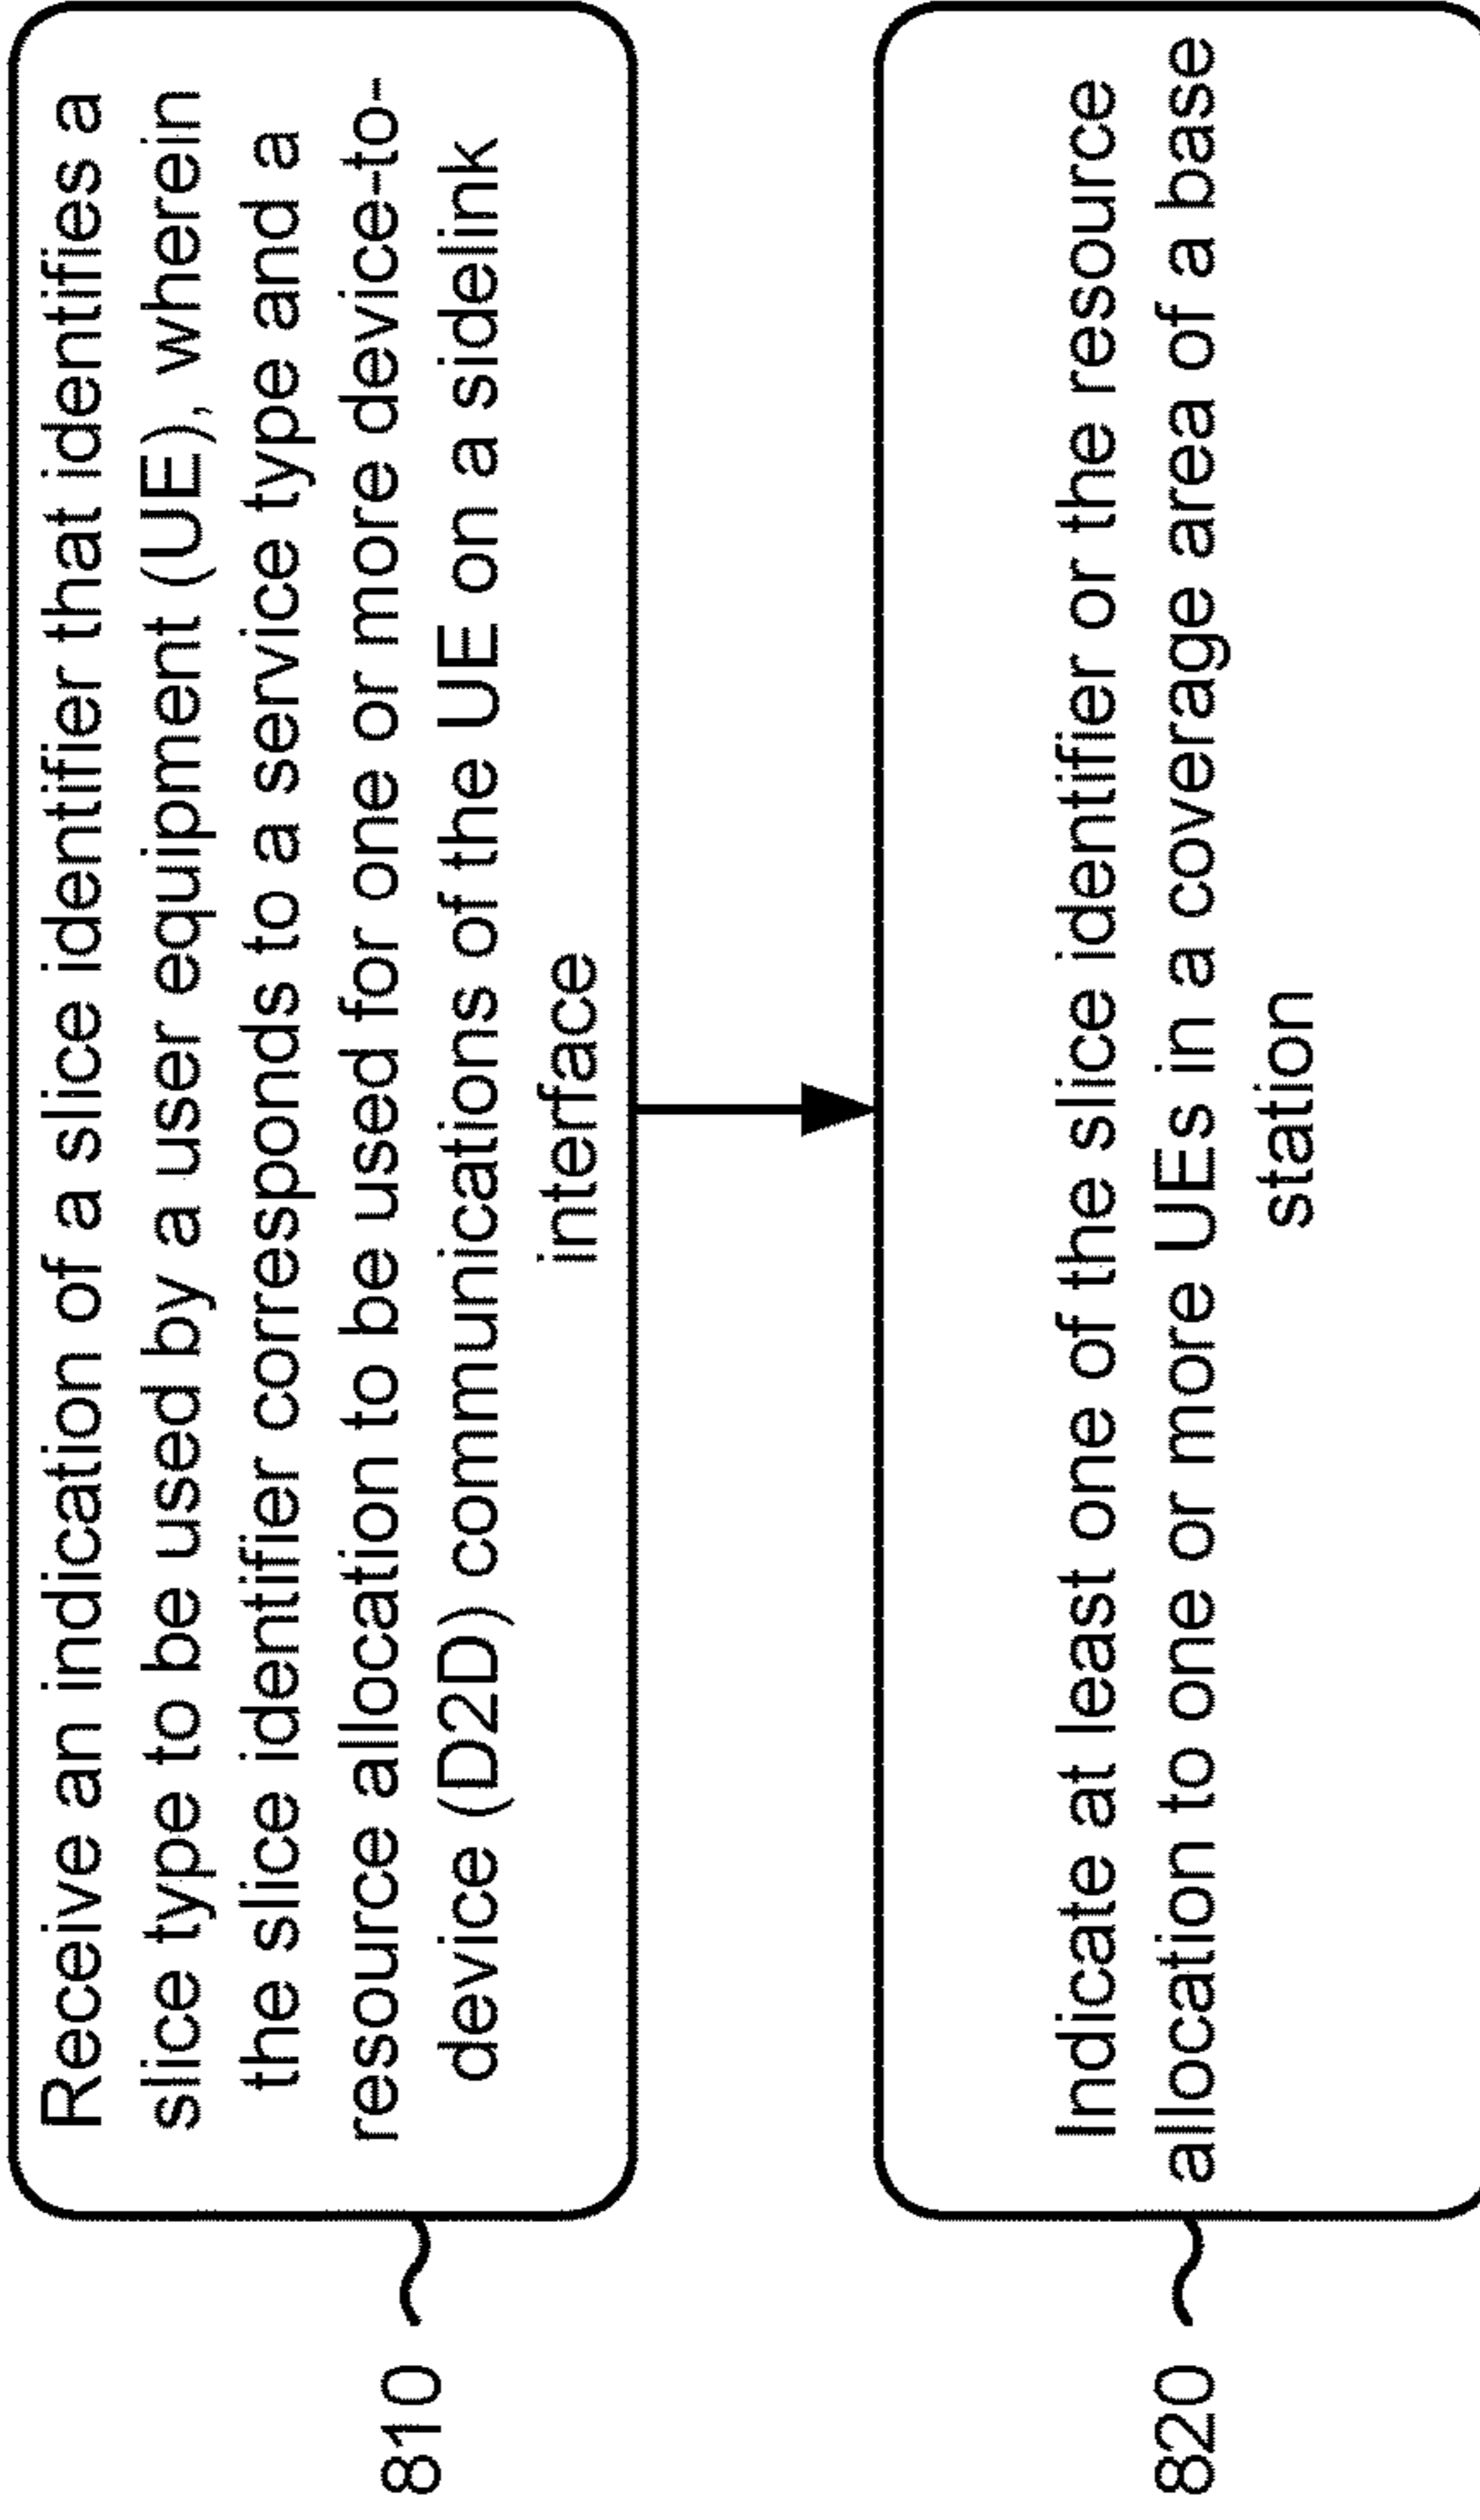 Receive an indication of a slice identifier that identifies a
slice type to be used by a user equipment (UE), wherein
the slice identifier corresponds to a service type and a
resource allocation to be used for one or more device-to-
device (D2D) communications of the UE on a sidelink
interface
810
Indicate at least one of the slice identifier or the resource
allocation to one or more UEs in a coverage area of a base
station
820